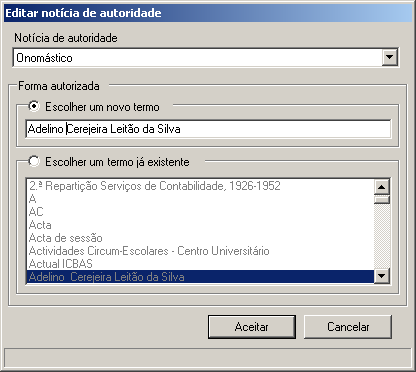 Editar notícia de autoridade
Notícia de autoridade
Onomástico
Forma autorizada
Escolher um novo termo
Adelino Cerejeira Leitão da Silva
Escolher um termo já existente
2.ª Repartição Serviços de Contabilidade, 1926-1952
A
AC
Acta
Acta de sessão
Actividades Circum-Escolares - Centro Universitário
Actual ICBAS
Adelino  Cerejeira Leitão da Silva
Aceitar
Cancelar